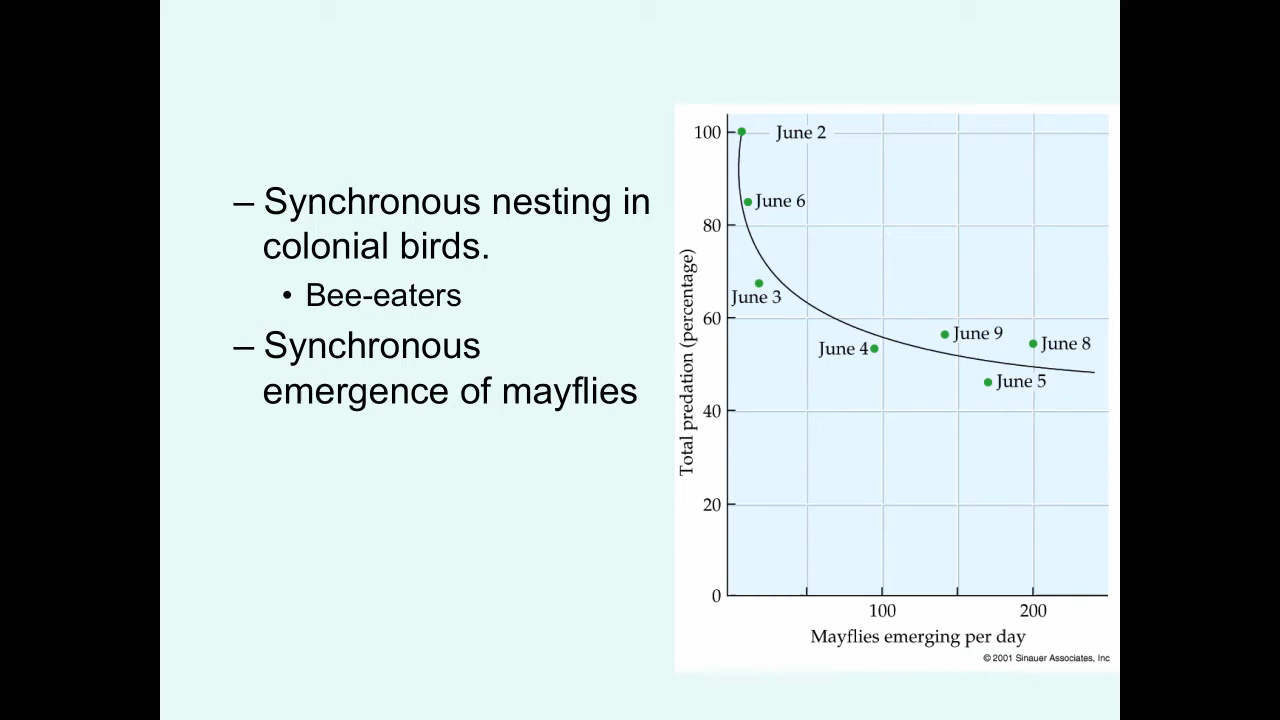 – Synchronous nesting in
colonial birds.
• Bee-eaters
– Synchronous
emergence of mayflies
Total predation (percentage)
100
80
60
40
20
0
June 2
June 6
June 3
June 4
June 9
June 8
June 5
100 200
Mayflies emerging per day
© 2001 Sinauer Associates, Inc